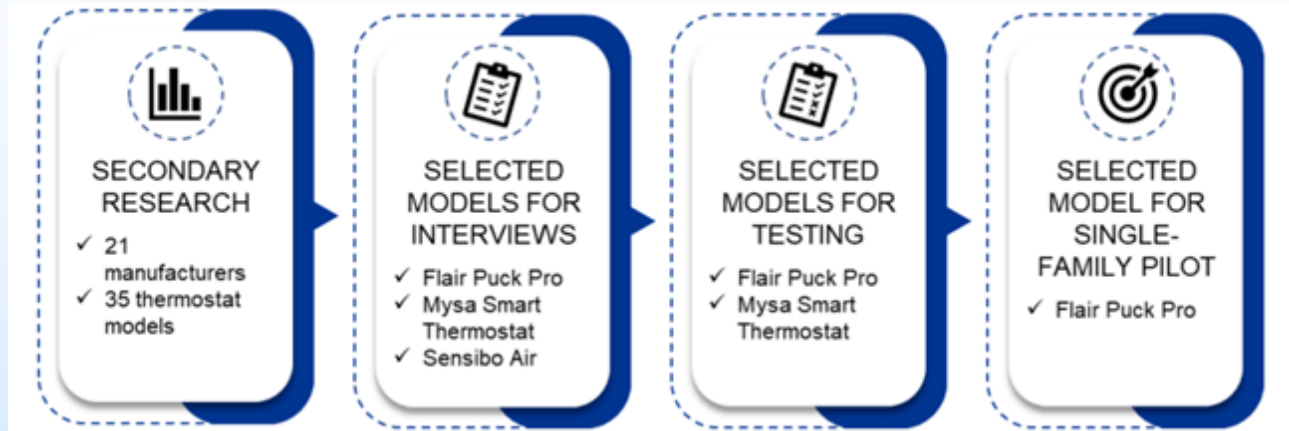 SECONDARY
RESEARCH
✓ 21
manufacturers
✓ 35 thermostat
models
SELECTED
MODELS FOR
INTERVIEWS
✓ Flair Puck Pro
✓ Mysa Smart
Thermostat
✓ Sensibo Air
SELECTED
MODELS FOR
TESTING
✓ Flair Puck Pro
✓ Mysa Smart
Thermostat
SELECTED
MODEL FOR
SINGLE-
FAMILY PILOT
✓ Flair Puck Pro